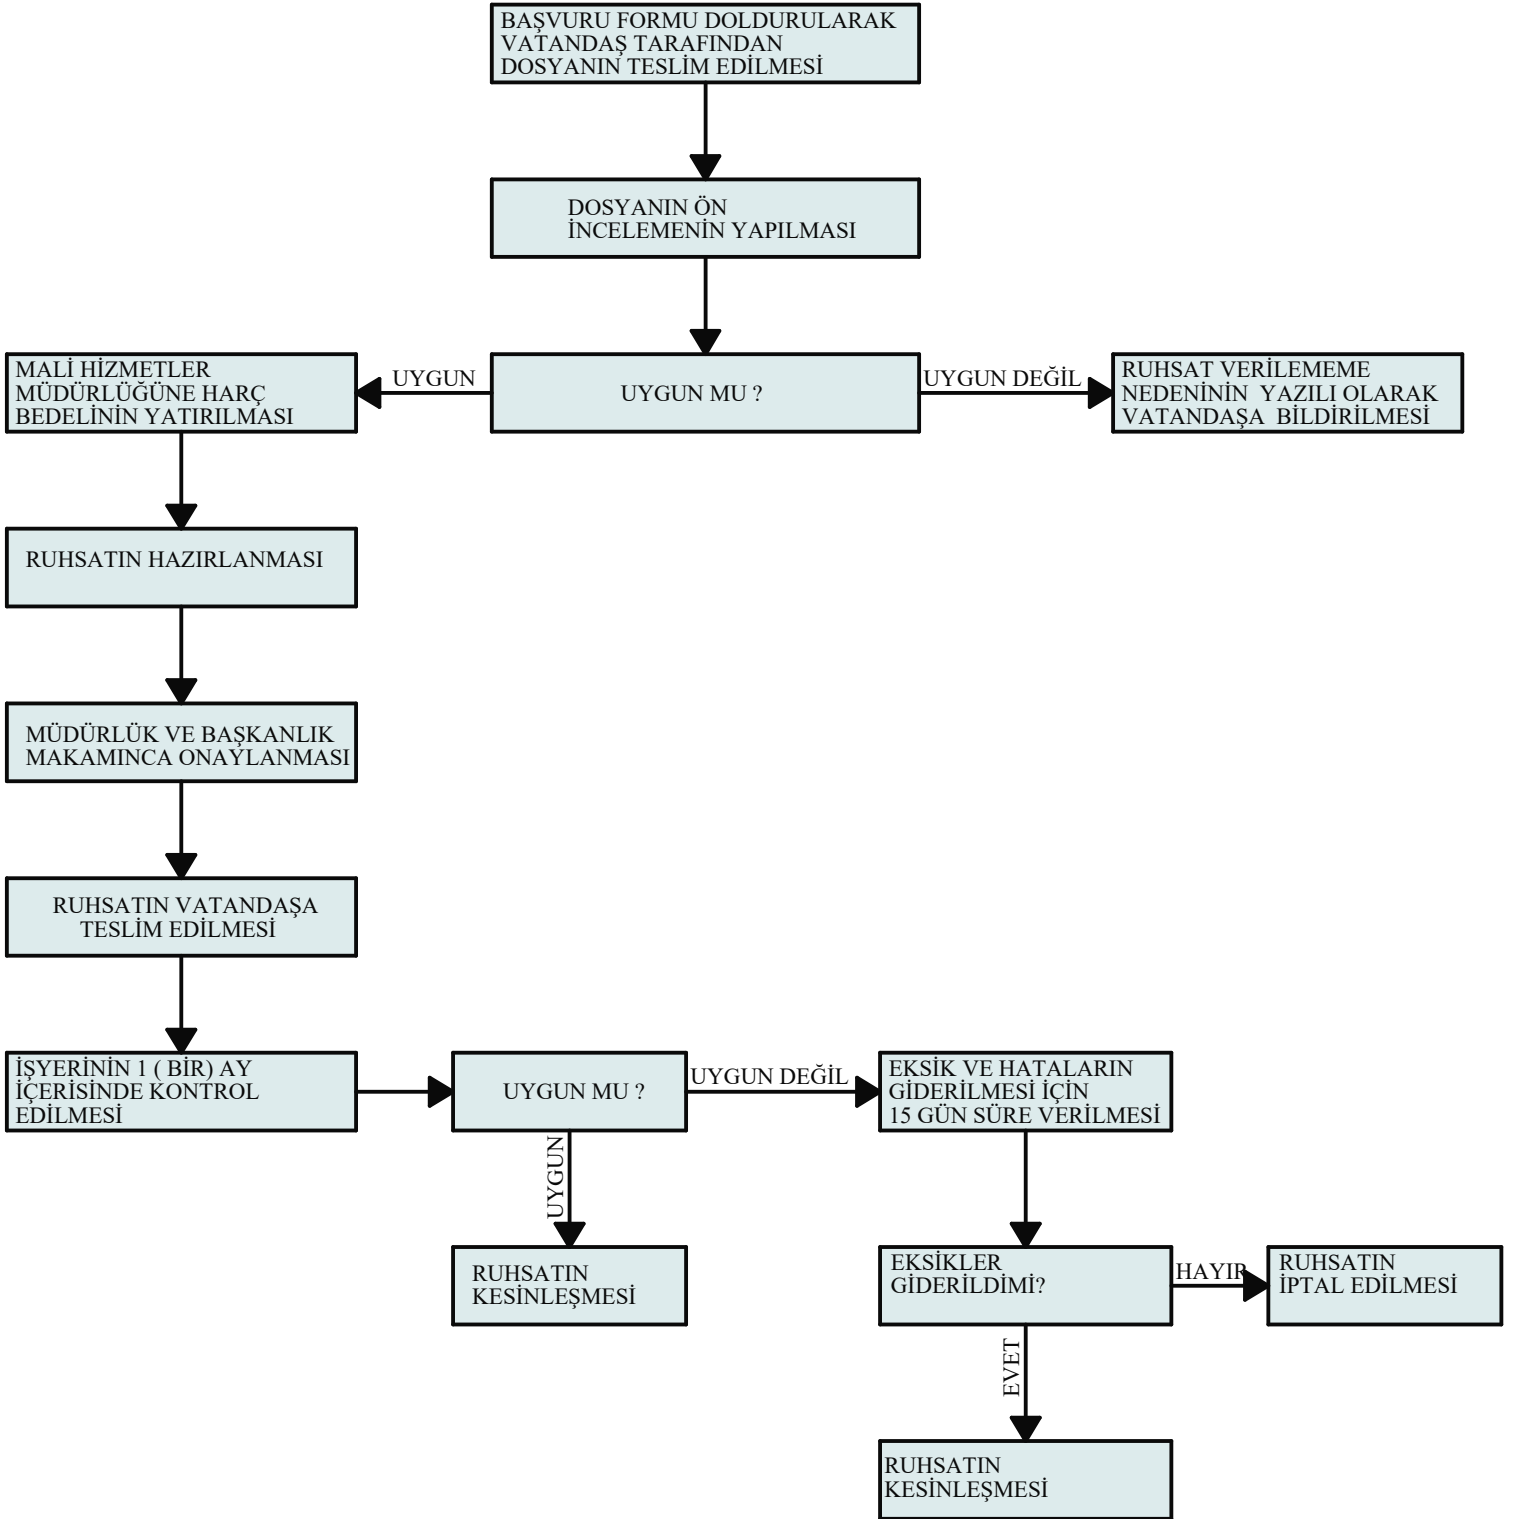 BAŞVURU FORMU DOLDURULARAK
VATANDAŞ TARAFINDAN
DOSYANIN TESLİM EDİLMESİ
DOSYANIN ÖN
İNCELEMENİN YAPILMASI
MALİ HİZMETLER
MÜDÜRLÜĞÜNE HARÇ
BEDELİNİN YATIRILMASI
UYGUN
UYGUN MU ?
UYGUN DEĞİL
RUHSAT VERİLEMEME
NEDENİNİN YAZILI OLARAK
VATANDAŞA BİLDİRİLMESİ
RUHSATIN HAZIRLANMASI
MÜDÜRLÜK VE BAŞKANLIK
MAKAMINCA ONAYLANMASI
RUHSATIN VATANDAŞA
TESLİM EDİLMESİ
İŞYERİNİN 1 ( BİR) AY
İÇERİSİNDE KONTROL
EDİLMESİ
UYGUN MU ?
UYGUN DEĞİL
EKSİK VE HATALARIN
GİDERİLMESİ İÇİN
15 GÜN SÜRE VERİLMESİ
UYGUN
RUHSATIN
KESİNLEŞMESİ
EKSİKLER
GİDERİLDİMİ?
HAYIR
RUHSATIN
İPTAL EDİLMESİ
EVET
RUHSATIN
KESİNLEŞMESİ